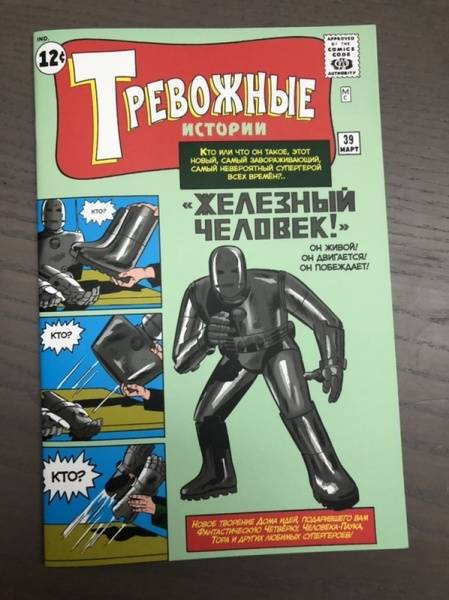 IND.
12¢
ТРЕВОЖНЫЕ
ИСТОРИИ
APPROVED
BY THE
COMICS
CODE
AUTHORITY
M
C
39
МАРТ
КТО ИЛИ ЧТО ОН ТАКОЕ, ЭТОТ
НОВЫЙ, САМЫЙ ЗАВОРАЖИВАЮЩИЙ,
САМЫЙ НЕВЕРОЯТНЫЙ СУПЕРГЕРОЙ
ВСЕХ ВРЕМЁН?..
«ЖЕЛЕЗНЫЙ
ЧЕЛОВЕК!»
ОН ЖИВОЙ!
ОН ДВИГАЕТСЯ!
ОН ПОБЕЖДАЕТ!
КТО?
КТО?
КТО?
НОВОЕ ТВОРЕНИЕ ДОМА ИДЕЙ, ПОДАРИВШЕГО ВАМ
ФАНТАСТИЧЕСКУЮ ЧЕТВЁРКУ, ЧЕЛОВЕКА-ПАУКА,
ТОРА И ДРУГИХ ЛЮБИМЫХ СУПЕРГЕРОЕВ!